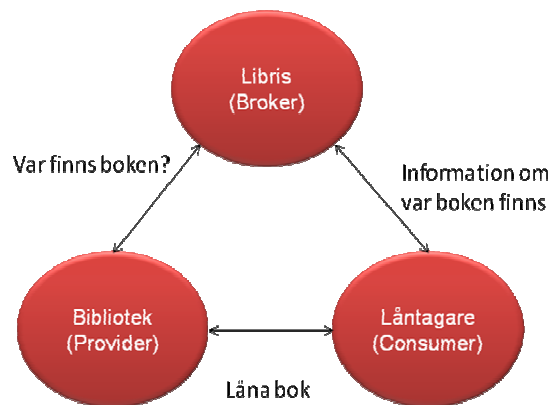 Libris
(Broker)
Var finns boken?
Information om
var boken finns
Bibliotek
(Provider)
Låntagare
(Consumer)
Låna bok